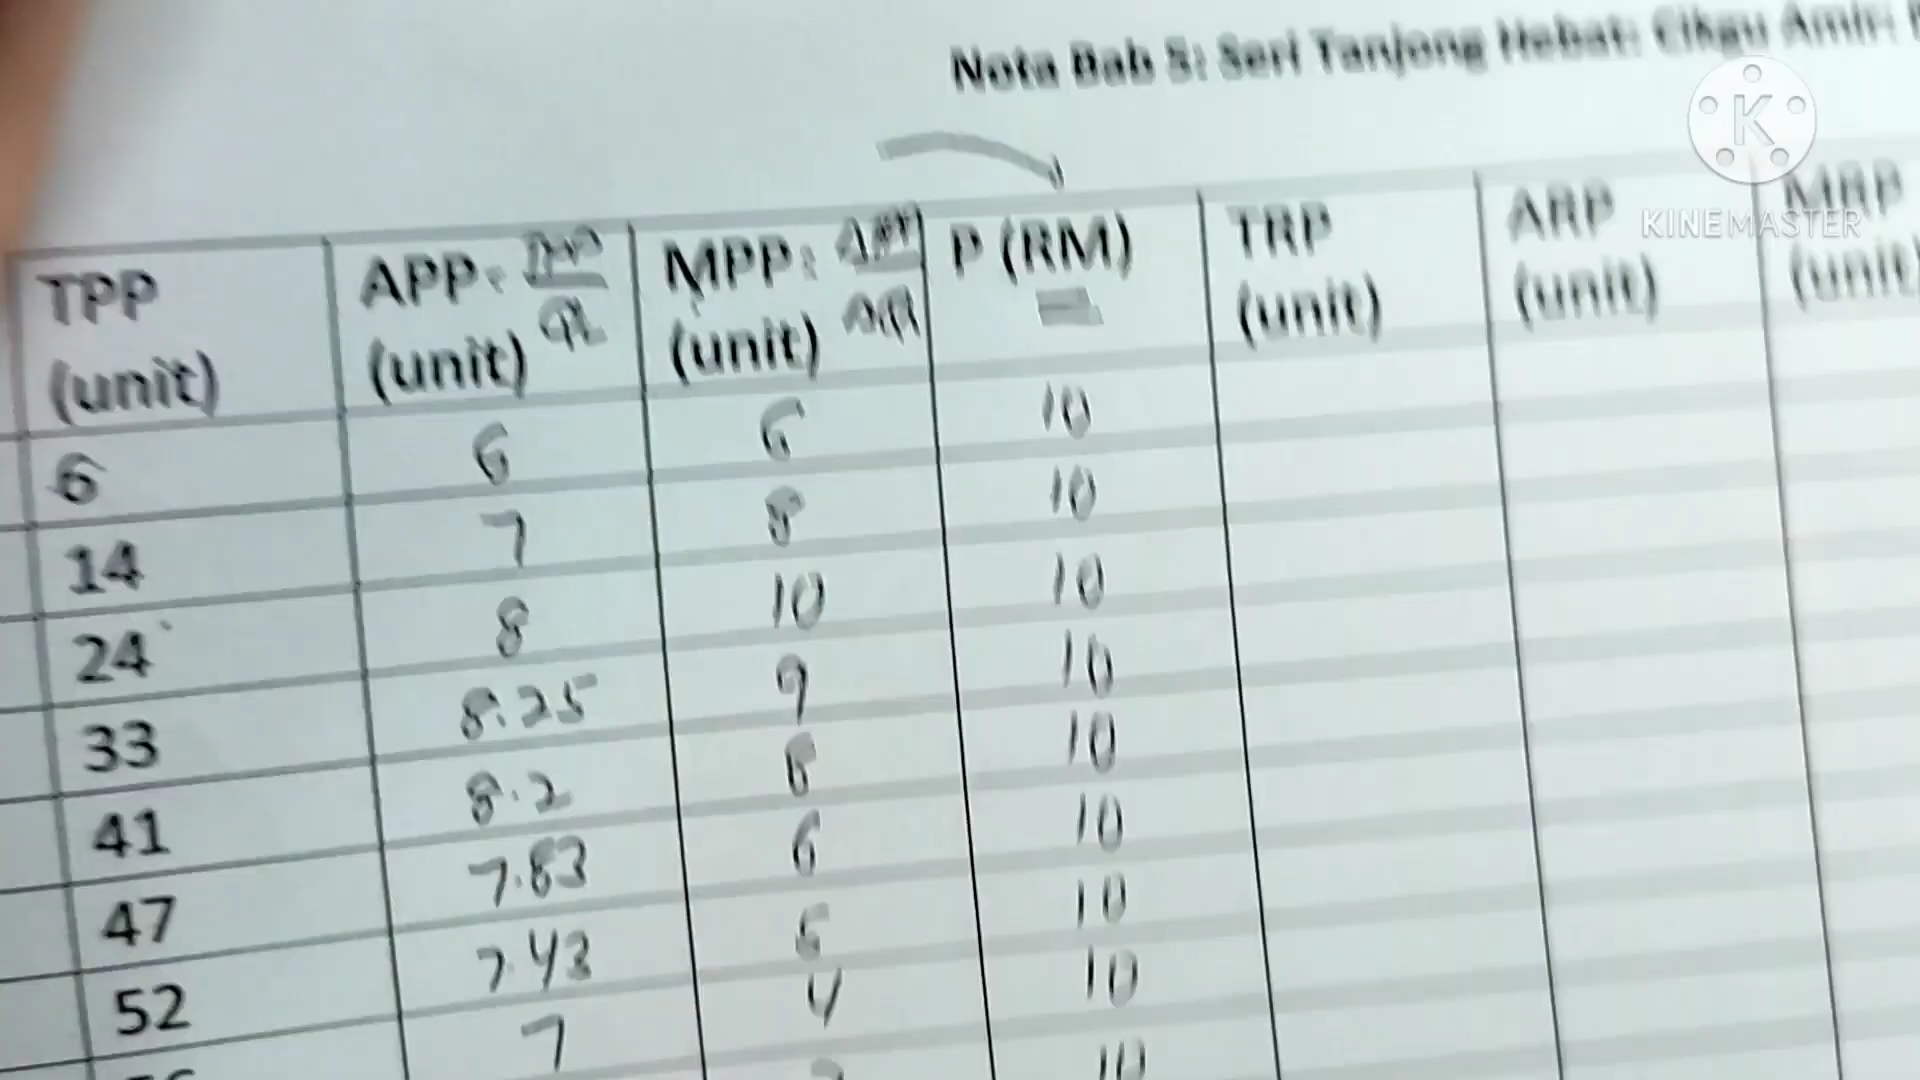 Nota Bab 5: Seri Tanjong Hebat: Cikgu Amir:
K
KINEMASTER
TPP (unit) APP = TPP/QL (unit) MPP = ΔTPP/ΔQL (unit) P (RM) TRP (unit) ARP (unit) MRP (unit)
6 6 6 10
14 7 8 10
24 8 10 10
33 8.25 9 10
41 8.2 8 10
47 7.83 6 10
52 7.43 5 10
7 4 10
10